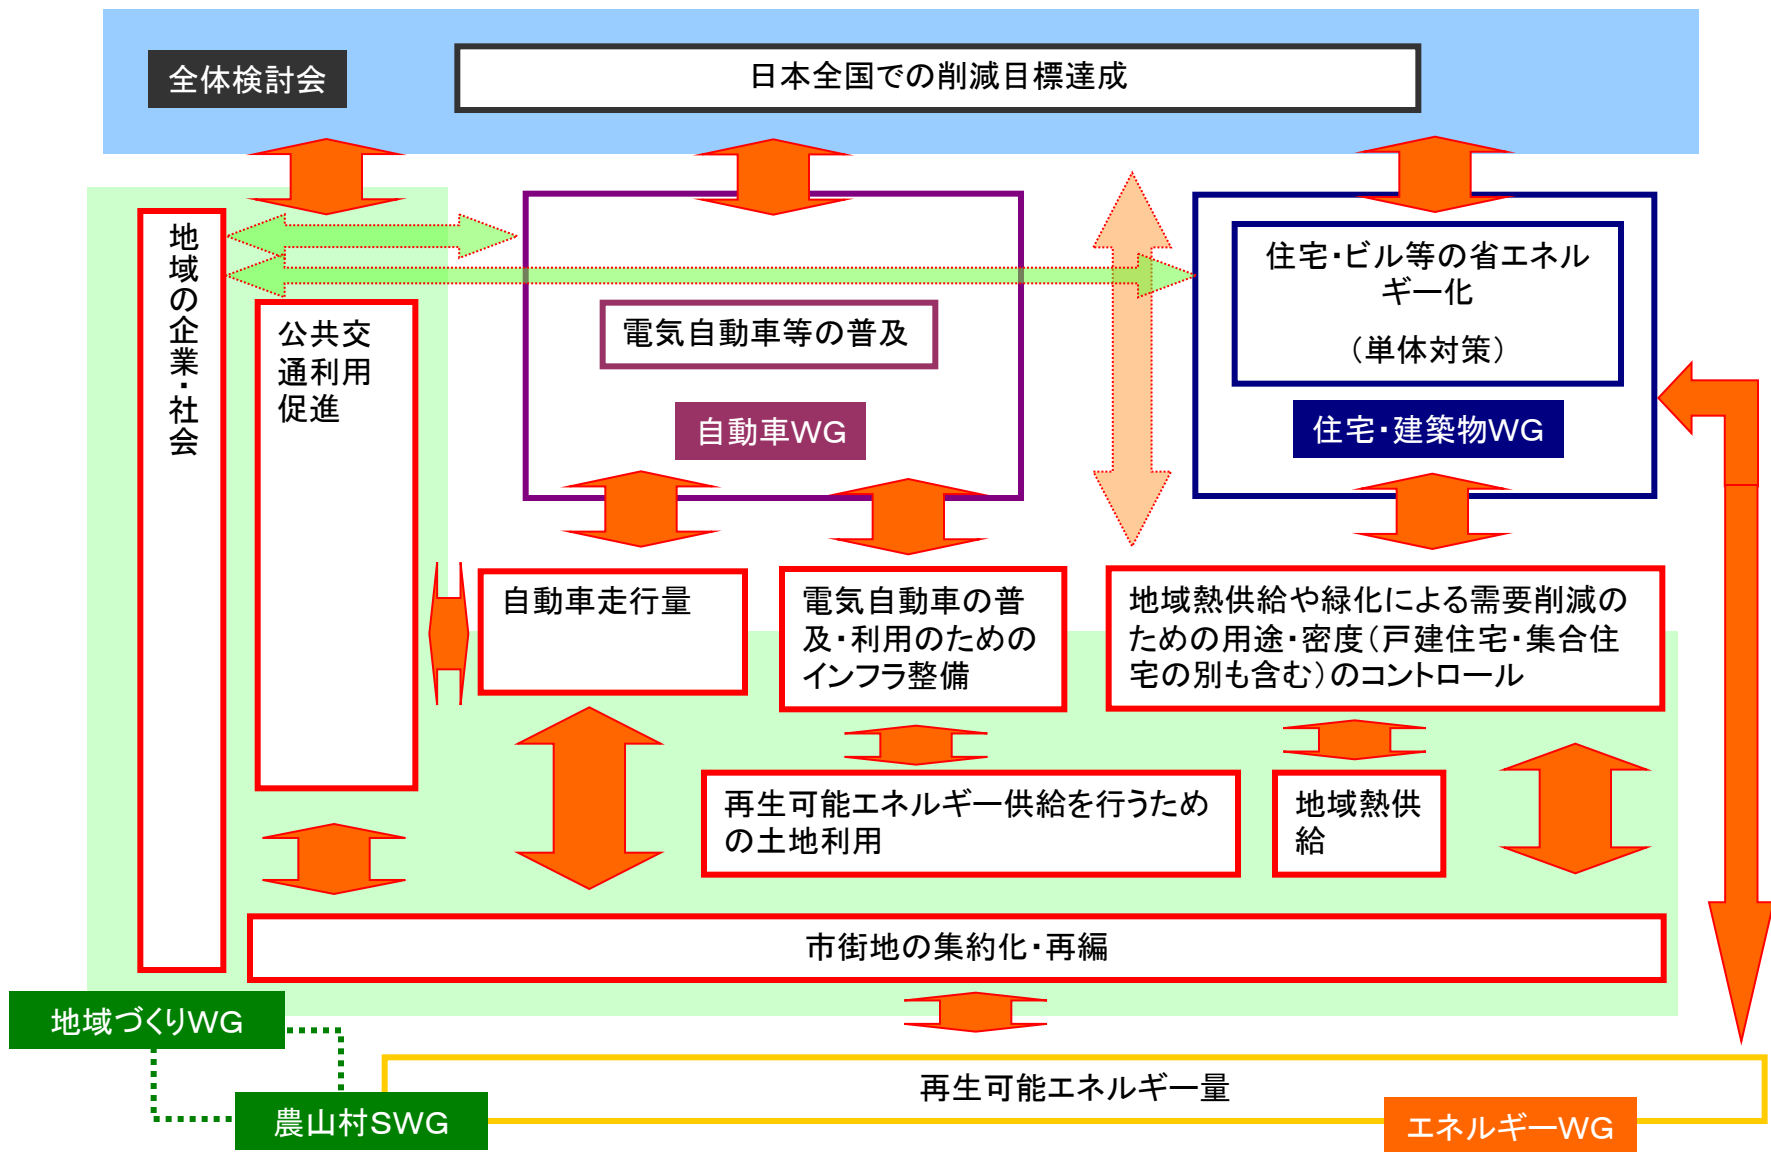 全体検討会
日本全国での削減目標達成
地域の企業・社会
公共交
通利用
促進
電気自動車等の普及
自動車WG
住宅・ビル等の省エネル
ギー化
（単体対策）
住宅・建築物WG
自動車走行量
電気自動車の普
及・利用のための
インフラ整備
地域熱供給や緑化による需要削減の
ための用途・密度（戸建住宅・集合住
宅の別も含む）のコントロール
再生可能エネルギー供給を行うため
の土地利用
地域熱供
給
市街地の集約化・再編
地域づくりWG
再生可能エネルギー量
農山村SWG
エネルギーWG